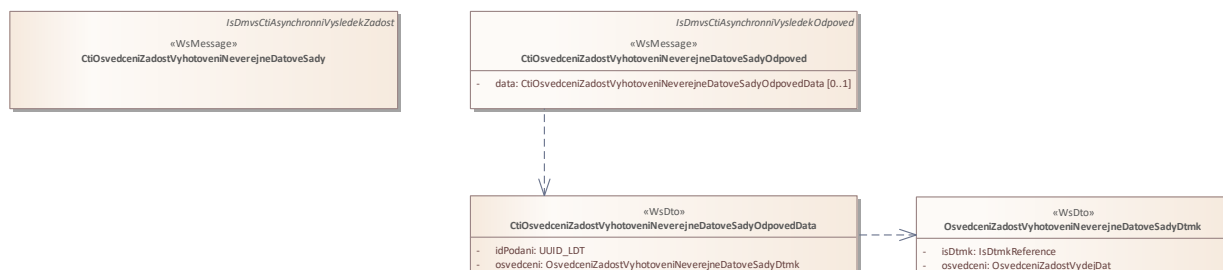 IsDmvsCtiAsynchronniVysledekZadost
«WsMessage»
CtiOsvedceniZadostVyhotoveniNeverejneDatoveSady
IsDmvsCtiAsynchronniVysledekOdpoved
«WsMessage»
CtiOsvedceniZadostVyhotoveniNeverejneDatoveSadyOdpoved
- data: CtiOsvedceniZadostVyhotoveniNeverejneDatoveSadyOdpovedData [0..1]
«WsDto»
CtiOsvedceniZadostVyhotoveniNeverejneDatoveSadyOdpovedData
- idPodani: UUID_LDT
- osvedceni: OsvedceniZadostVyhotoveniNeverejneDatoveSadyDtmk
«WsDto»
OsvedceniZadostVyhotoveniNeverejneDatoveSadyDtmk
- isDtmk: IsDtmkReference
- osvedceni: OsvedceniZadostVydejDat